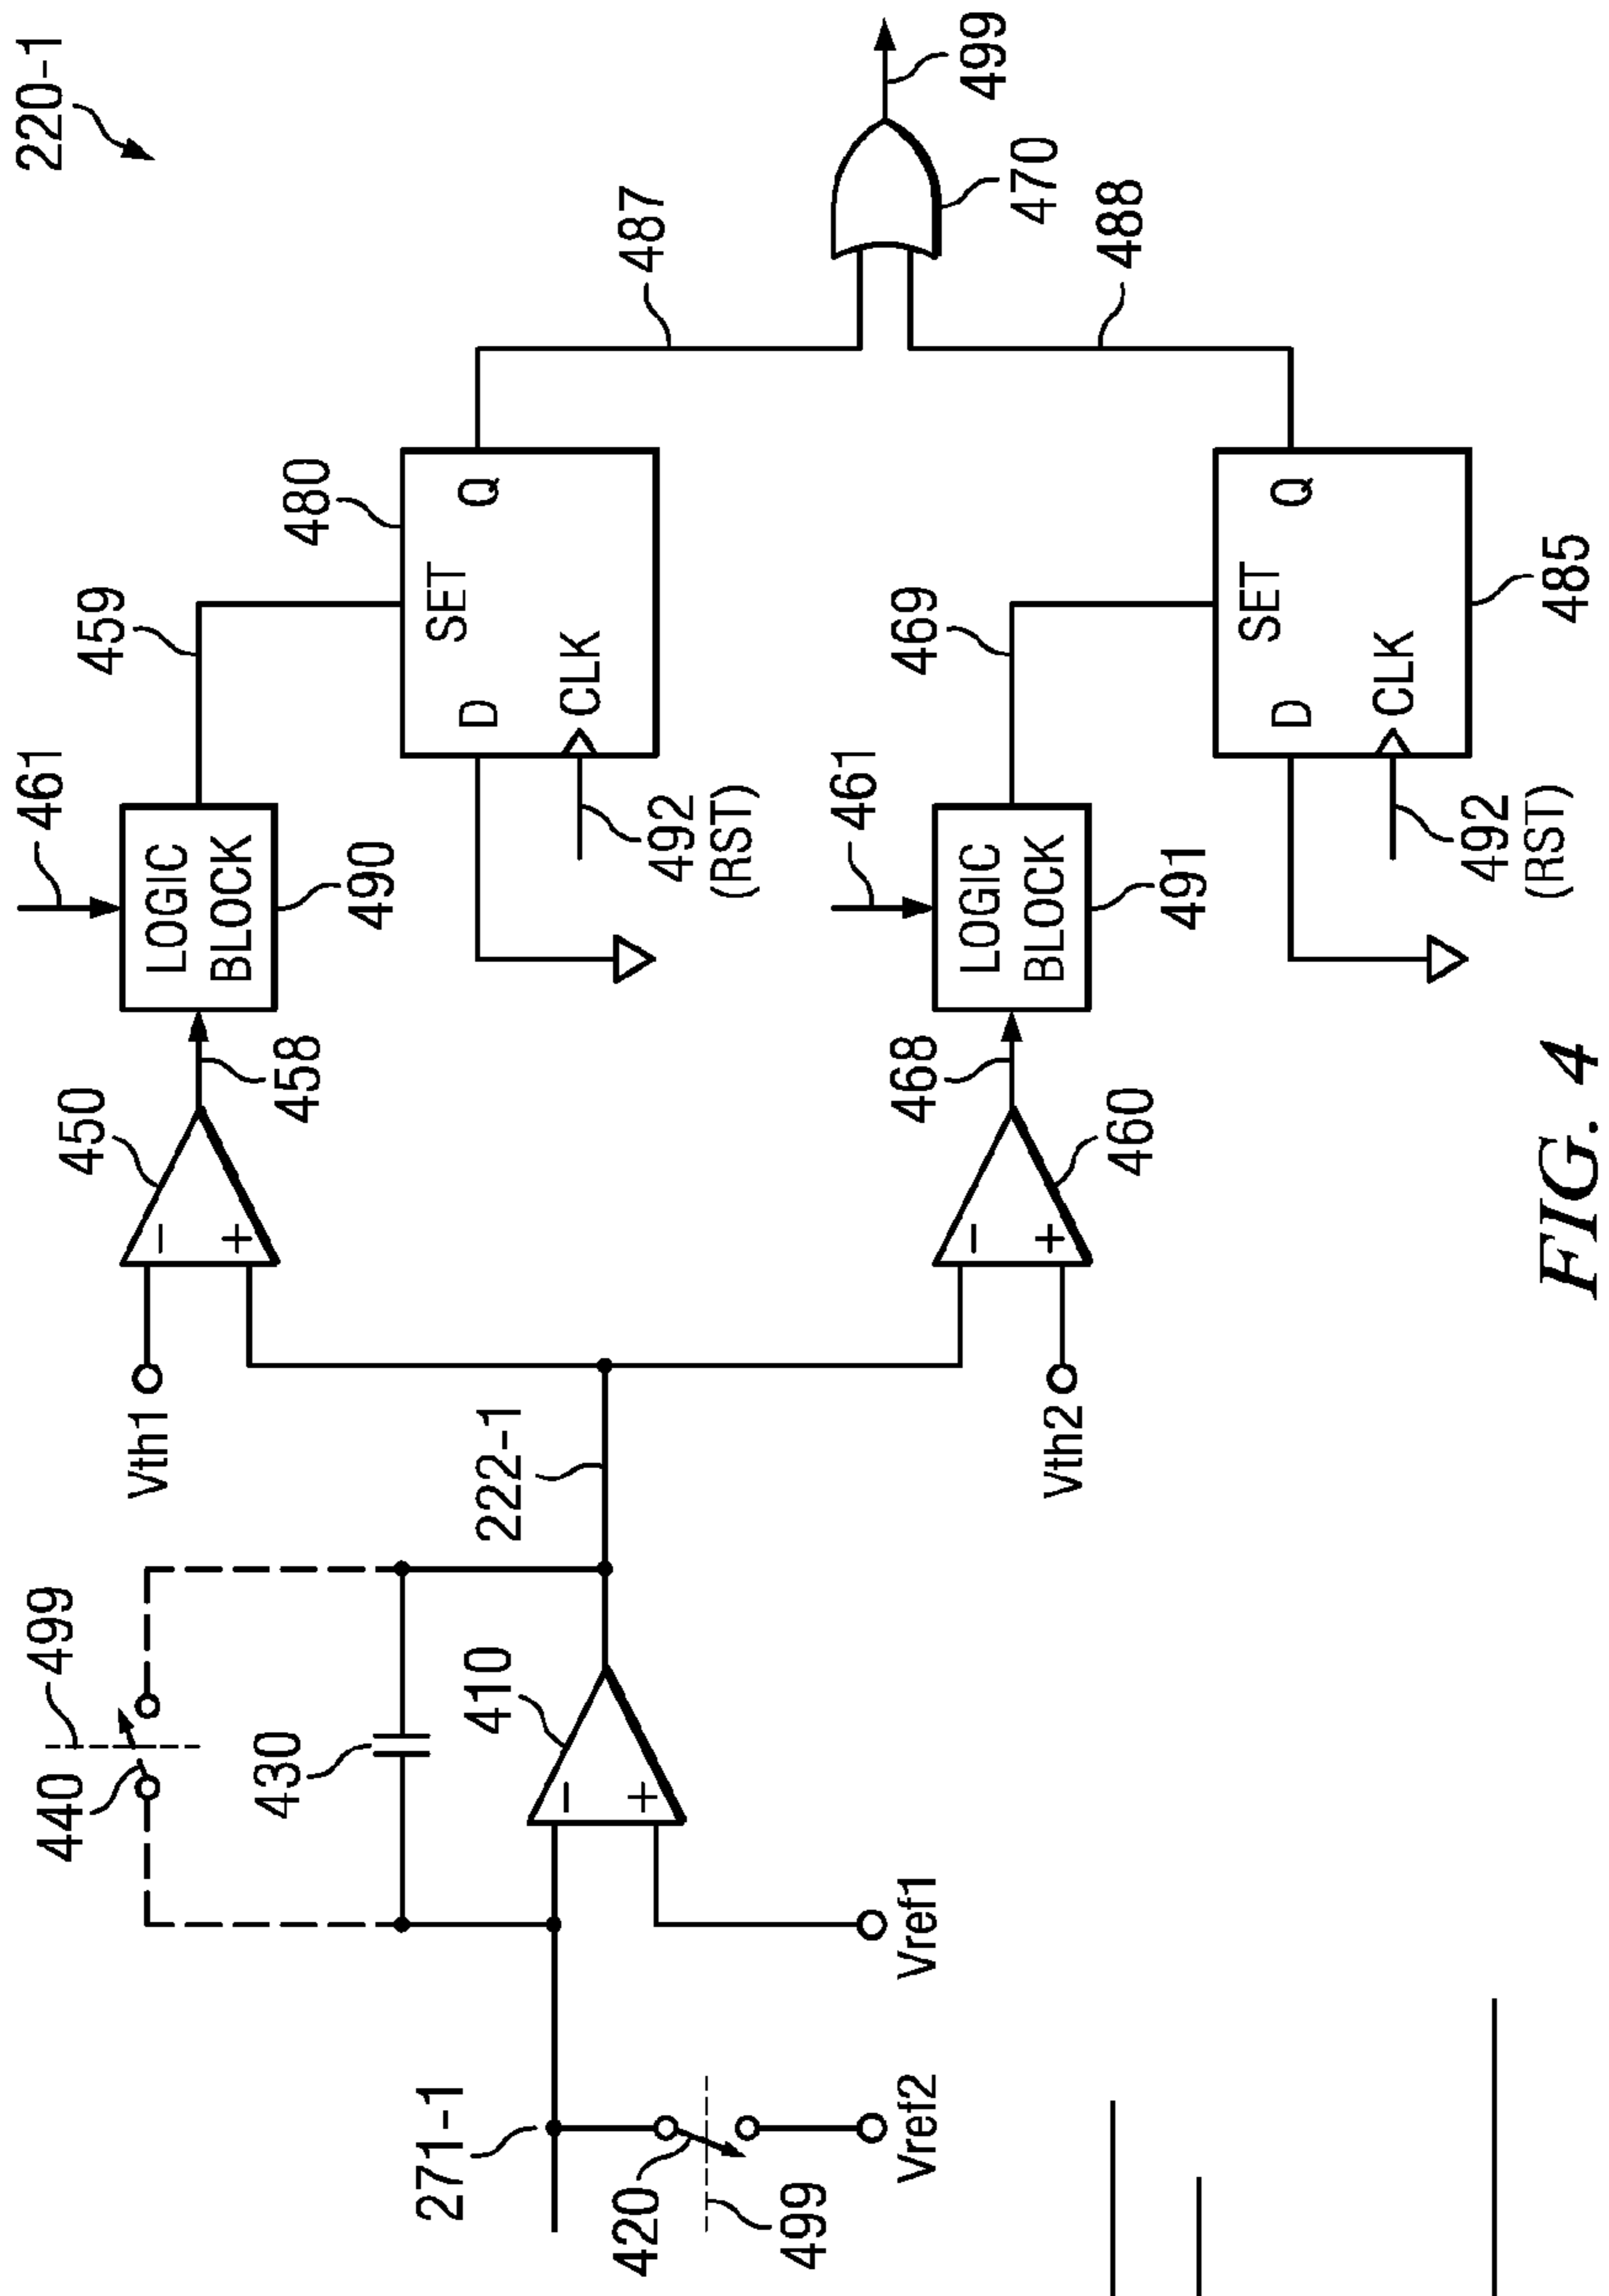 220-1
499
440
430
410
271-1
420
499
Vref2
Vref1
−
+
222-1
Vth1
Vth2
450
−
+
458
461
LOGIC
BLOCK
490
459
480
D
SET
Q
CLK
492
(RST)
487
460
−
+
468
461
LOGIC
BLOCK
491
469
485
D
SET
Q
CLK
492
(RST)
488
470
499
FIG. 4